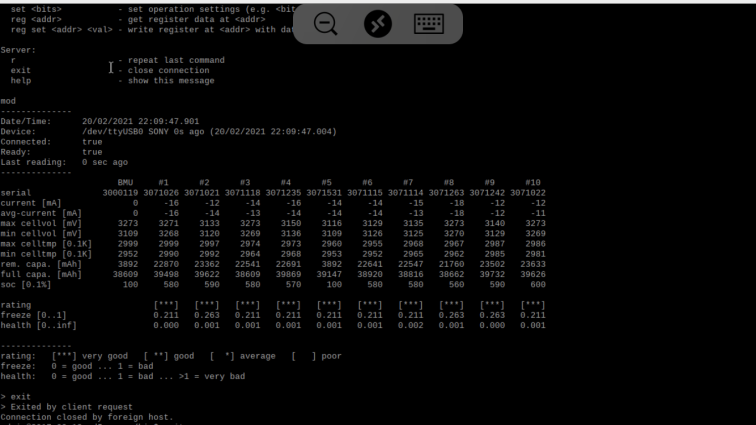 set <bits> - set operation settings (e.g. <bit
reg <addr> - get register data at <addr>
reg set <addr> <val> - write register at <addr> with dat
Server:
r - repeat last command
exit - close connection
help - show this message
mod
--------------
Date/Time: 20/02/2021 22:09:47.901
Device: /dev/ttyUSB0 SONY 0s ago (20/02/2021 22:09:47.004)
Connected: true
Ready: true
Last reading: 0 sec ago
--------------
BMU #1 #2 #3 #4 #5 #6 #7 #8 #9 #10
serial 3000119 3071026 3071021 3071118 3071235 3071531 3071115 3071114 3071263 3071242 3071022
current [mA] 0 -16 -12 -14 -16 -14 -14 -15 -18 -12 -12
avg-current [mA] 0 -16 -14 -13 -14 -14 -14 -13 -18 -12 -11
max cellvol [mV] 3273 3271 3133 3273 3150 3116 3129 3135 3273 3140 3273
min cellvol [mV] 3109 3268 3120 3269 3136 3109 3126 3125 3270 3129 3269
max celltmp [0.1K] 2999 2999 2997 2974 2973 2960 2955 2968 2967 2987 2986
min celltmp [0.1K] 2952 2990 2992 2964 2968 2953 2952 2965 2962 2985 2981
rem. capa. [mAh] 3892 22870 23362 22541 22691 3892 22641 22547 21760 23502 23633
full capa. [mAh] 38609 39498 39622 38609 39869 39147 38920 38816 38662 39732 39626
soc [0.1%] 100 580 590 580 570 100 580 580 560 590 600
rating [***] [***] [***] [***] [***] [***] [***] [***] [***] [***]
freeze [0..1] 0.211 0.263 0.211 0.211 0.211 0.211 0.211 0.263 0.263 0.211
health [0..inf] 0.000 0.001 0.001 0.001 0.001 0.001 0.002 0.001 0.000 0.001
--------------
rating: [***] very good [ **] good [ *] average [ ] poor
freeze: 0 = good ... 1 = bad
health: 0 = good ... 1 = bad ... >1 = very bad
> exit
> Exited by client request
Connection closed by foreign host.